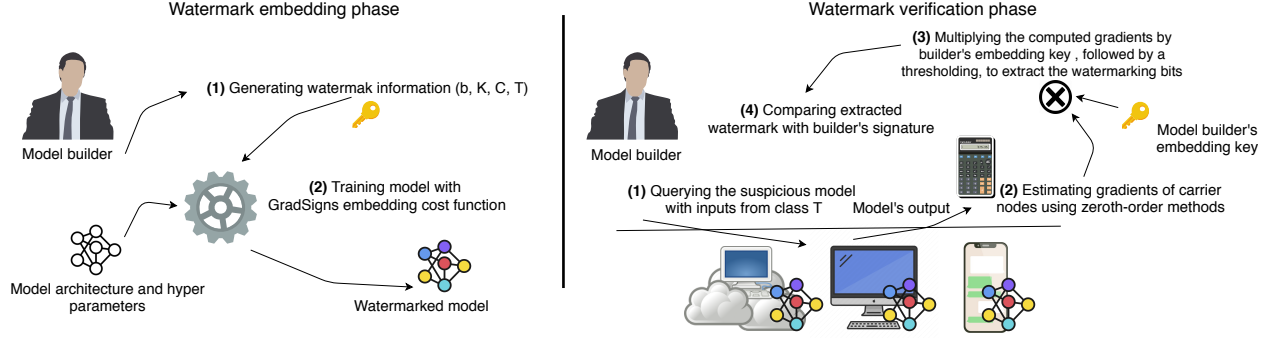 Watermark embedding phase
(1) Generating watermak information (b, K, C, T)
Model builder
(2) Training model with
GradSigns embedding cost function
Model architecture and hyper
parameters
Watermarked model
Watermark verification phase
(3) Multiplying the computed gradients by
builder's embedding key , followed by a
thresholding, to extract the watermarking bits
(4) Comparing extracted
watermark with builder's signature
Model builder
Model builder's
embedding key
(1) Querying the suspicious model
with inputs from class T
Model's output
(2) Estimating gradients of carrier
nodes using zeroth-order methods